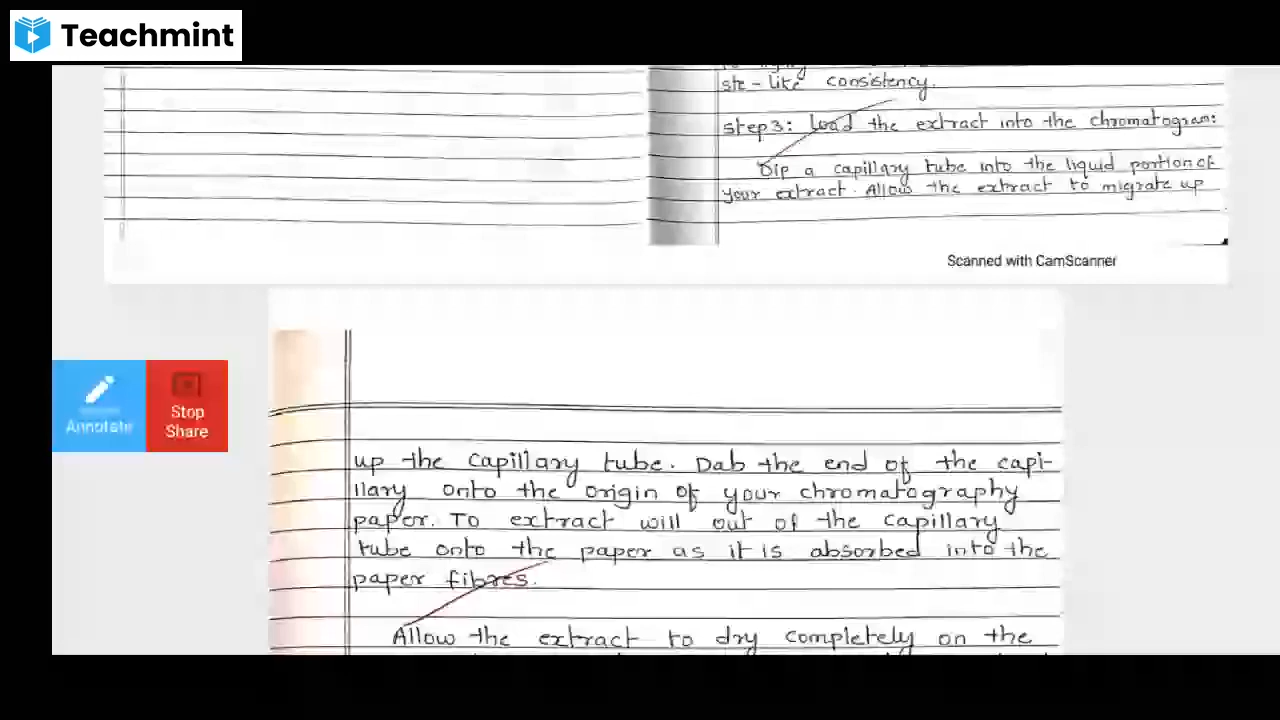 Teachmint
ste-like consistency.
step3: Load the extract into the chromatogram:
Dip a capillary tube into the liquid portion of
your extract. Allow the extract to migrate up
Scanned with CamScanner
Annotate
Stop
Share
up the capillary tube. Dab the end of the capi-
llary onto the origin of your chromatography
paper. To extract will out of the capillary
tube onto the paper as it is absorbed into the
paper fibres.
Allow the extract to dry completely on the